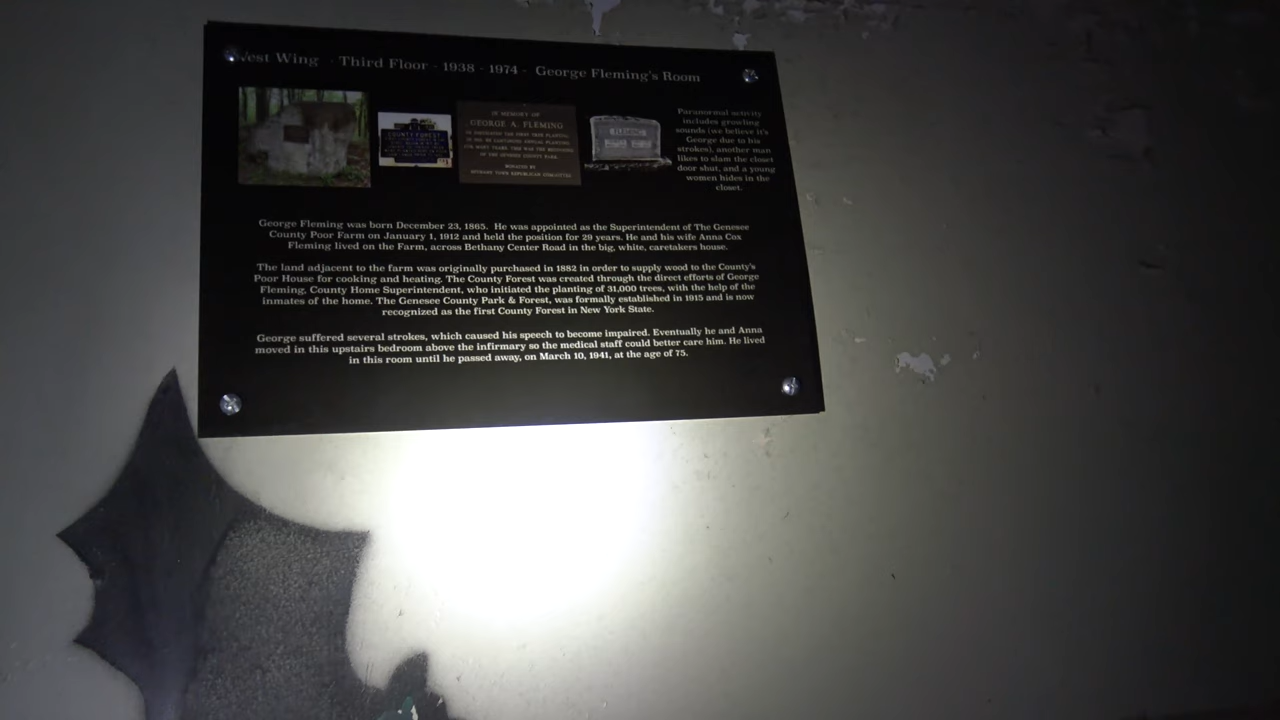 West Wing · Third Floor - 1938 - 1974 - George Fleming's Room
COUNTY FOREST
IN MEMORY OF
GEORGE A. FLEMING
FLEMING
Paranormal activity
includes growling
sounds (we believe it's
George due to his
strokes), another man
likes to slam the closet
door shut, and a young
women hides in the
closet.
George Fleming was born December 23, 1865. He was appointed as the Superintendent of The Genesee
County Poor Farm on January 1, 1912 and held the position for 29 years. He and his wife Anna Cox
Fleming lived on the Farm, across Bethany Center Road in the big, white, caretakers house.
The land adjacent to the farm was originally purchased in 1882 in order to supply wood to the County's
Poor House for cooking and heating. The County Forest was created through the direct efforts of George
Fleming, County Home Superintendent, who initiated the planting of 31,000 trees, with the help of the
inmates of the home. The Genesee County Park & Forest, was formally established in 1915 and is now
recognized as the first County Forest in New York State.
George suffered several strokes, which caused his speech to become impaired. Eventually he and Anna
moved in this upstairs bedroom above the infirmary so the medical staff could better care him. He lived
in this room until he passed away, on March 10, 1941, at the age of 75.